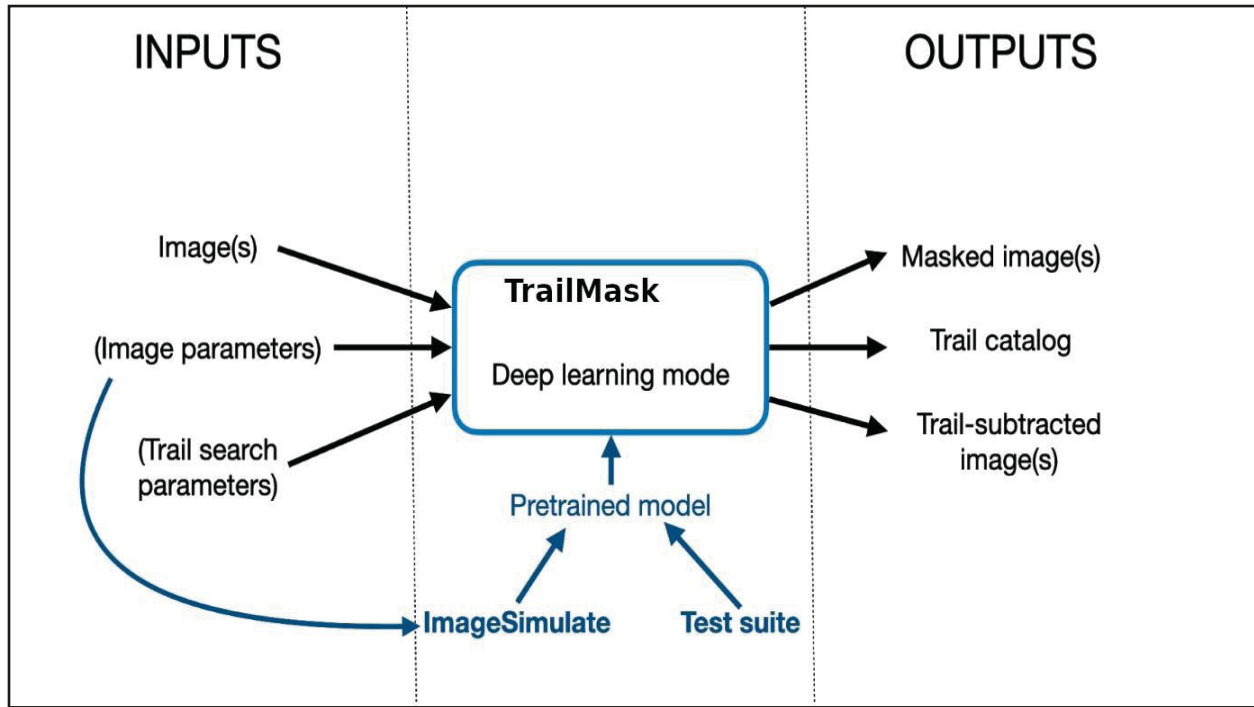 INPUTS
OUTPUTS
Image(s)
(Image parameters)
(Trail search
parameters)
TrailMask
Deep learning mode
Pretrained model
ImageSimulate
Test suite
Masked image(s)
Trail catalog
Trail-subtracted
image(s)